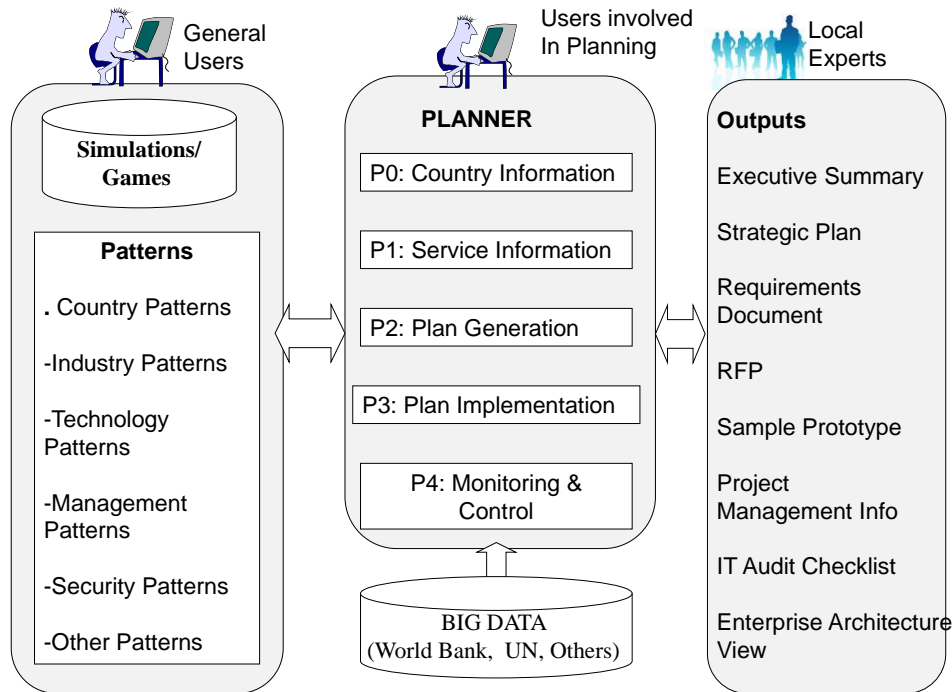 General
Users
Simulations/
Games
Patterns
. Country Patterns
-Industry Patterns
-Technology
Patterns
-Management
Patterns
-Security Patterns
-Other Patterns
Users involved
In Planning
PLANNER
P0: Country Information
P1: Service Information
P2: Plan Generation
P3: Plan Implementation
P4: Monitoring &
Control
BIG DATA
(World Bank, UN, Others)
Local
Experts
Outputs
Executive Summary
Strategic Plan
Requirements
Document
RFP
Sample Prototype
Project
Management Info
IT Audit Checklist
Enterprise Architecture
View